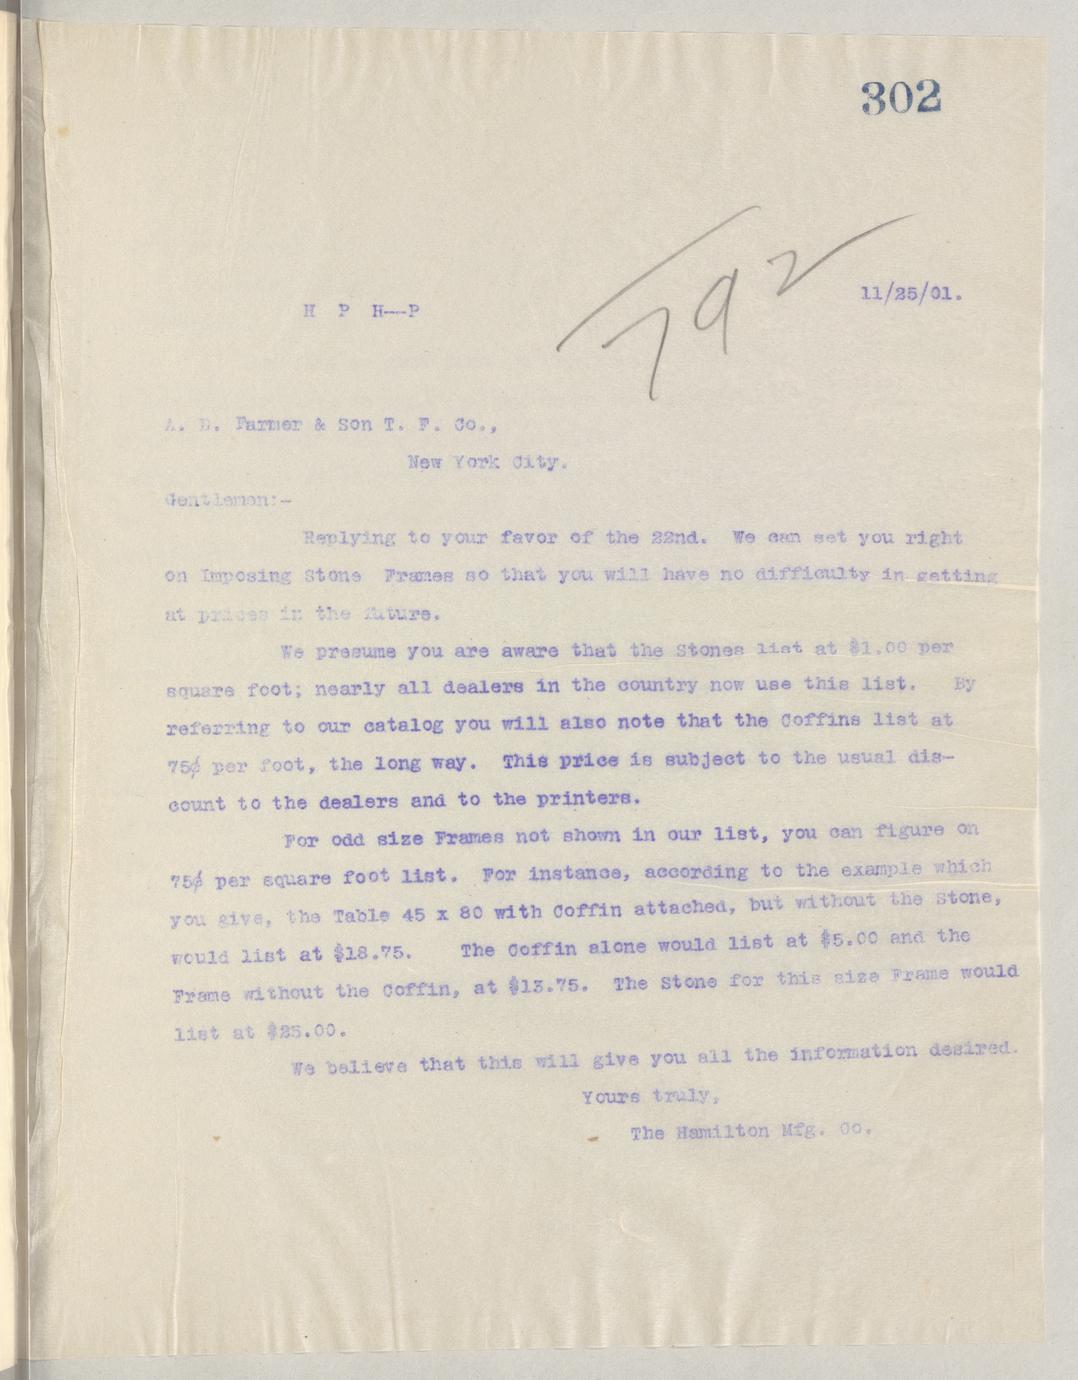 302
792
11/25/01.
H P H--P
A. D. Farmer & Son T. F. Co.,
New York City.
Gentlemen:-
Replying to your favor of the 22nd. We can set you right
on Imposing Stone Frames so that you will have no difficulty in getting
at prices in the future.
We presume you are aware that the Stones list at $1.00 per
square foot; nearly all dealers in the country now use this list. By
referring to our catalog you will also note that the Coffins list at
75¢ per foot, the long way. This price is subject to the usual dis-
count to the dealers and to the printers.
For odd size Frames not shown in our list, you can figure on
75¢ per square foot list. For instance, according to the example which
you give, the Table 45 x 80 with Coffin attached, but without the Stone,
would list at $18.75. The Coffin alone would list at $5.00 and the
Frame without the Coffin, at $13.75. The Stone for this size Frame would
list at $25.00.
We believe that this will give you all the information desired.
Yours truly,
The Hamilton Mfg. Co.